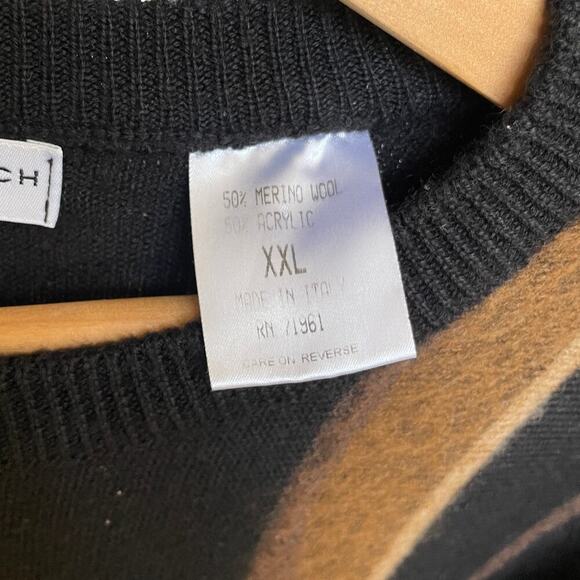 CH
50% MERINO WOOL
50% ACRYLIC
XXL
MADE IN ITALY
RN 71961
CARE ON REVERSE